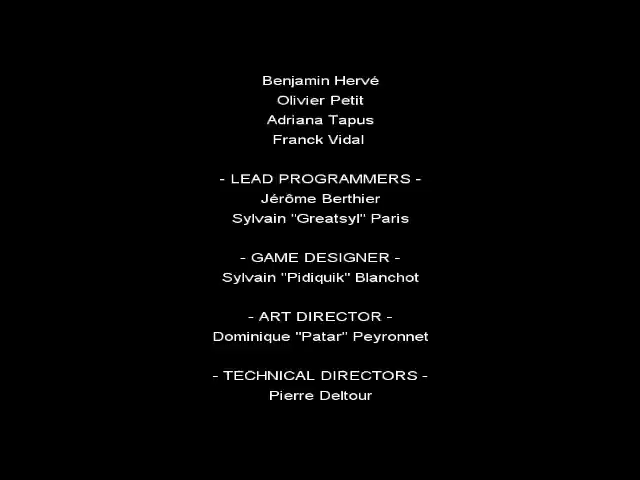 Benjamin Hervé
Olivier Petit
Adriana Tapus
Franck Vidal
- LEAD PROGRAMMERS -
Jérôme Berthier
Sylvain "Greatsyl" Paris
- GAME DESIGNER -
Sylvain "Pidiquik" Blanchot
- ART DIRECTOR -
Dominique "Patar" Peyronnet
- TECHNICAL DIRECTORS -
Pierre Deltour